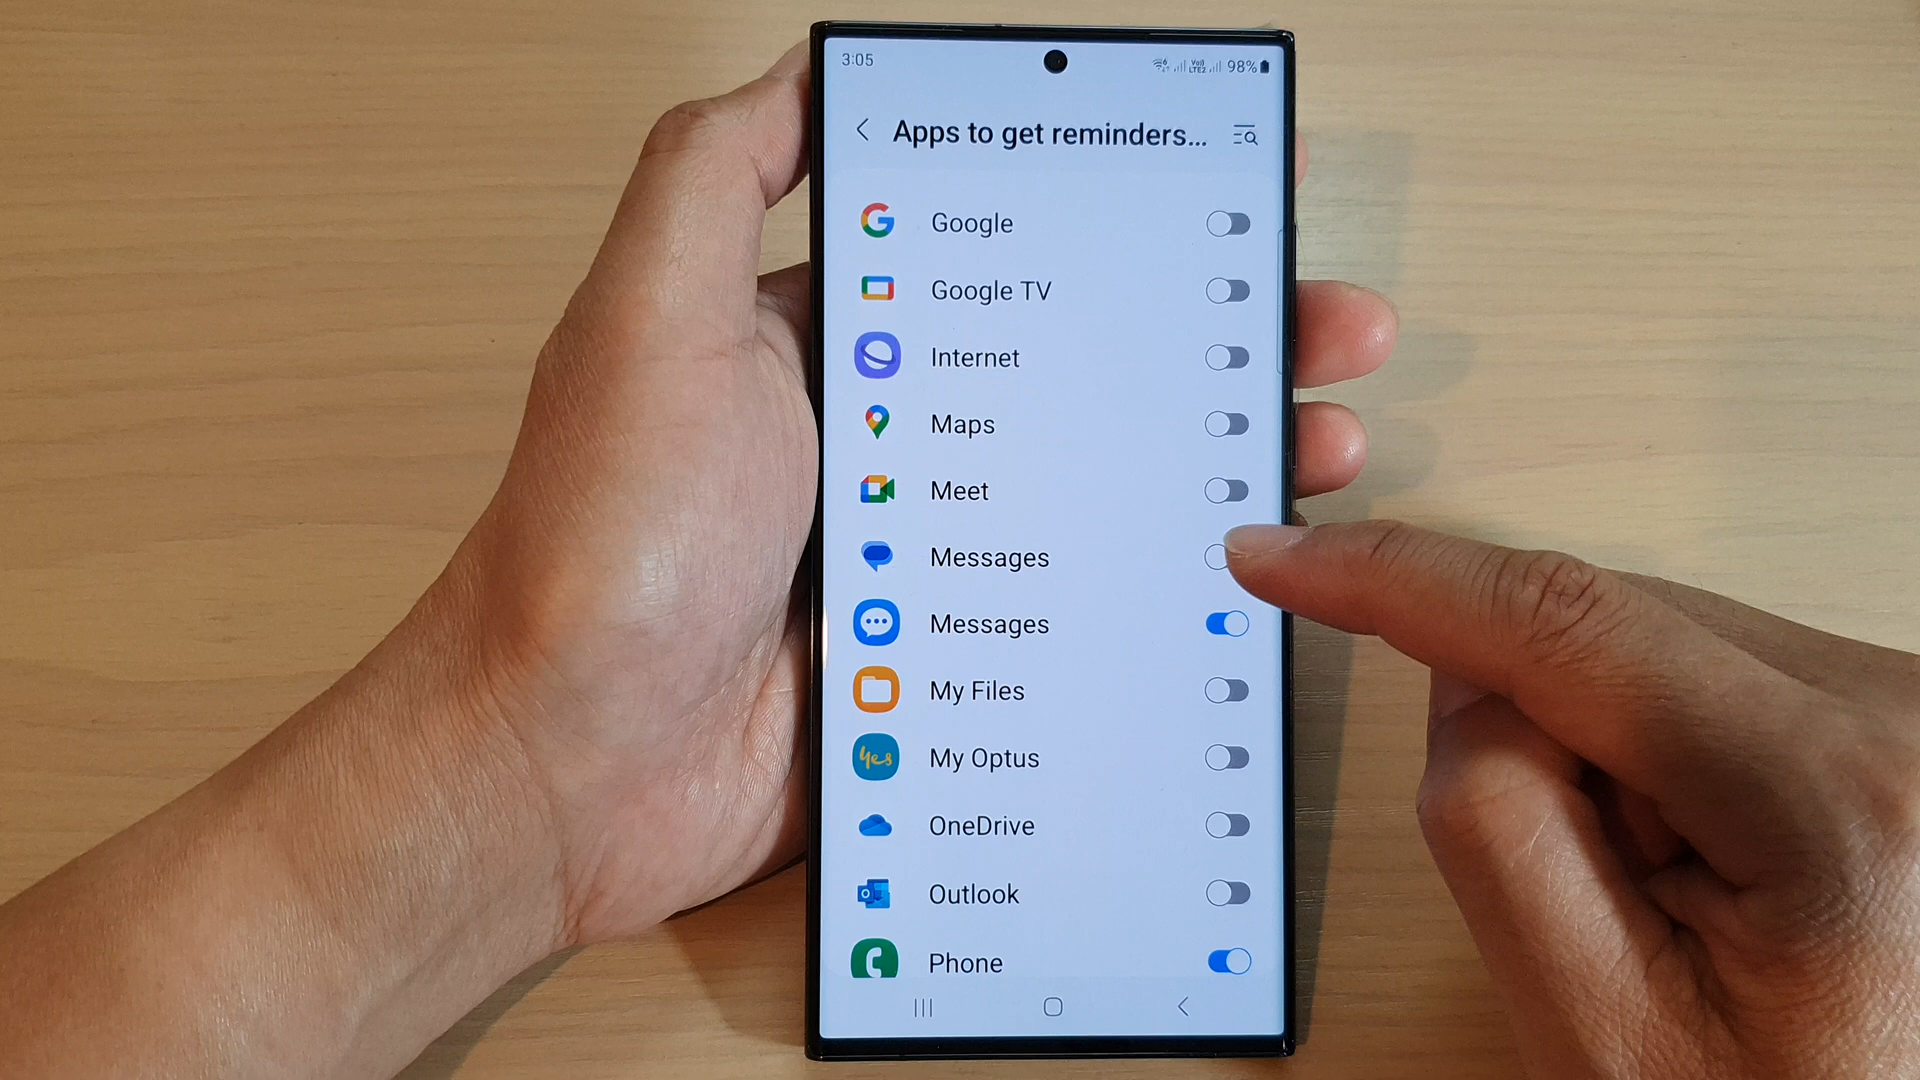 3:05
98%
Apps to get reminders...
Google
Google TV
Internet
Maps
Meet
Messages
Messages
My Files
yes
My Optus
OneDrive
Outlook
Phone